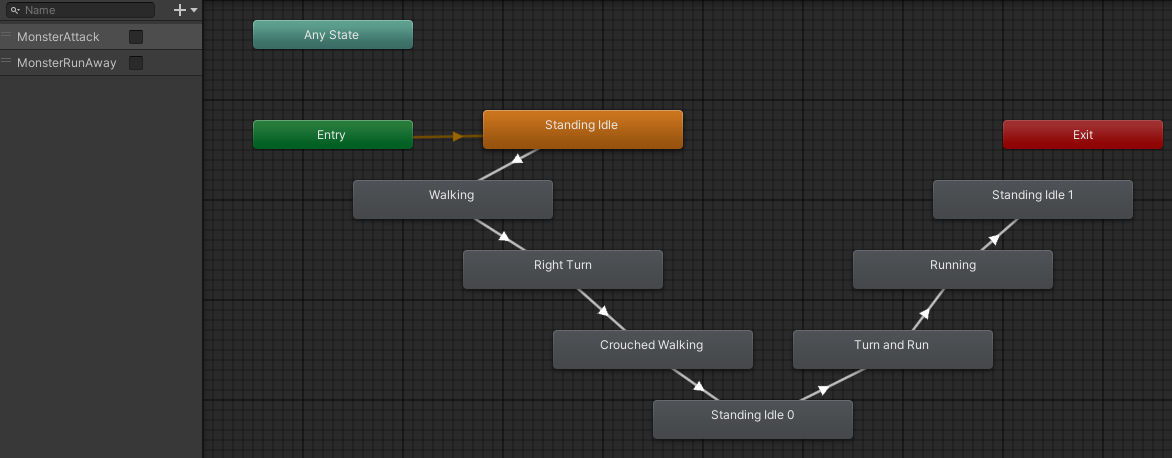 Name
MonsterAttack
MonsterRunAway
Any State
Entry
Standing Idle
Exit
Walking
Standing Idle 1
Right Turn
Running
Crouched Walking
Turn and Run
Standing Idle 0